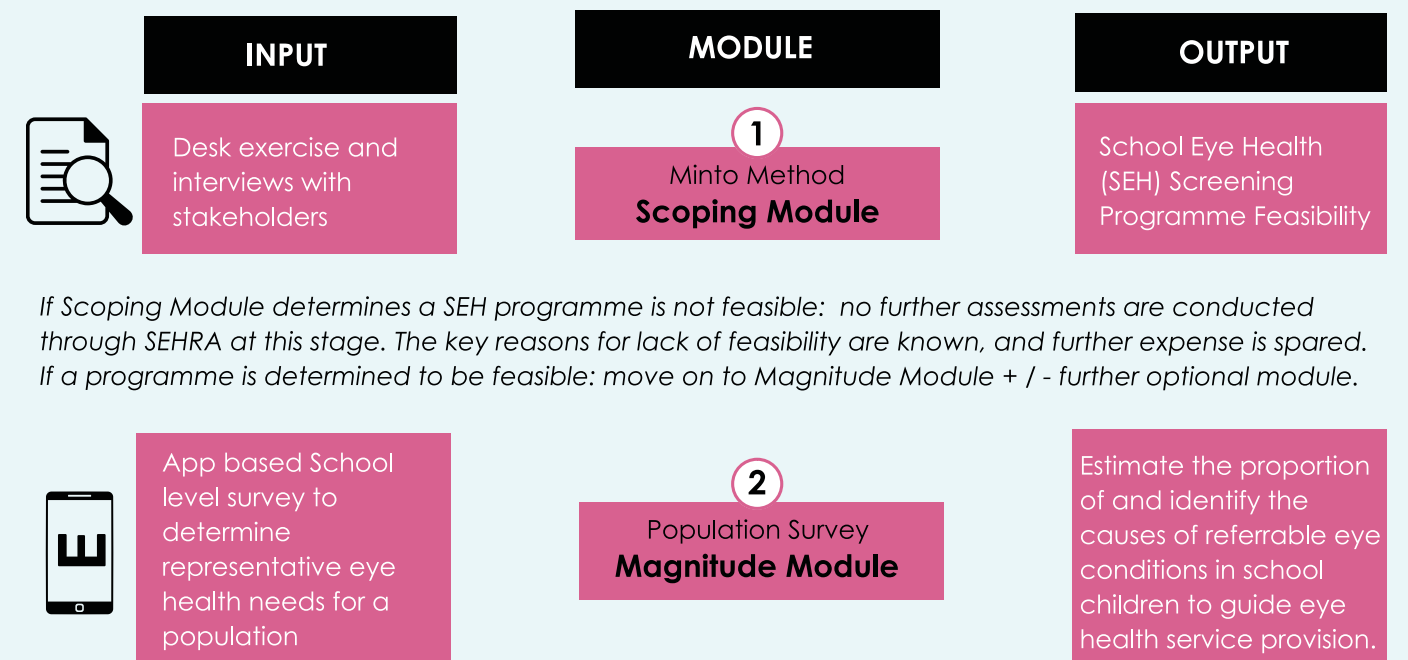 INPUT
MODULE
OUTPUT
Desk exercise and
interviews with
stakeholders
1
Minto Method
Scoping Module
School Eye Health
(SEH) Screening
Programme Feasibility
If Scoping Module determines a SEH programme is not feasible:  no further assessments are conducted
through SEHRA at this stage. The key reasons for lack of feasibility are known, and further expense is spared.
If a programme is determined to be feasible: move on to Magnitude Module + / - further optional module.
E
App based School
level survey to
determine
representative eye
health needs for a
population
2
Population Survey
Magnitude Module
Estimate the proportion
of and identify the
causes of referrable eye
conditions in school
children to guide eye
health service provision.